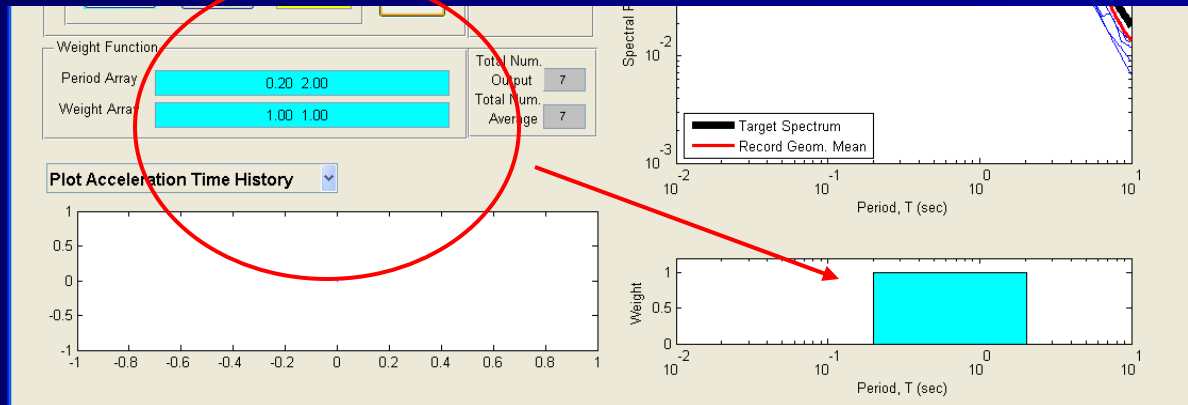 Weight Function
Period Array 0.20 2.00
Weight Array 1.00 1.00
Total Num.
Output 7
Total Num.
Average 7
Plot Acceleration Time History
1
0.5
0
-0.5
-1
-1 -0.8 -0.6 -0.4 -0.2 0 0.2 0.4 0.6 0.8 1
10^-2
10^-3
Target Spectrum
Record Geom. Mean
10^-2 10^-1 10^0 10^1
Period, T (sec)
Weight
1
0.5
0
10^-2 10^-1 10^0 10^1
Period, T (sec)